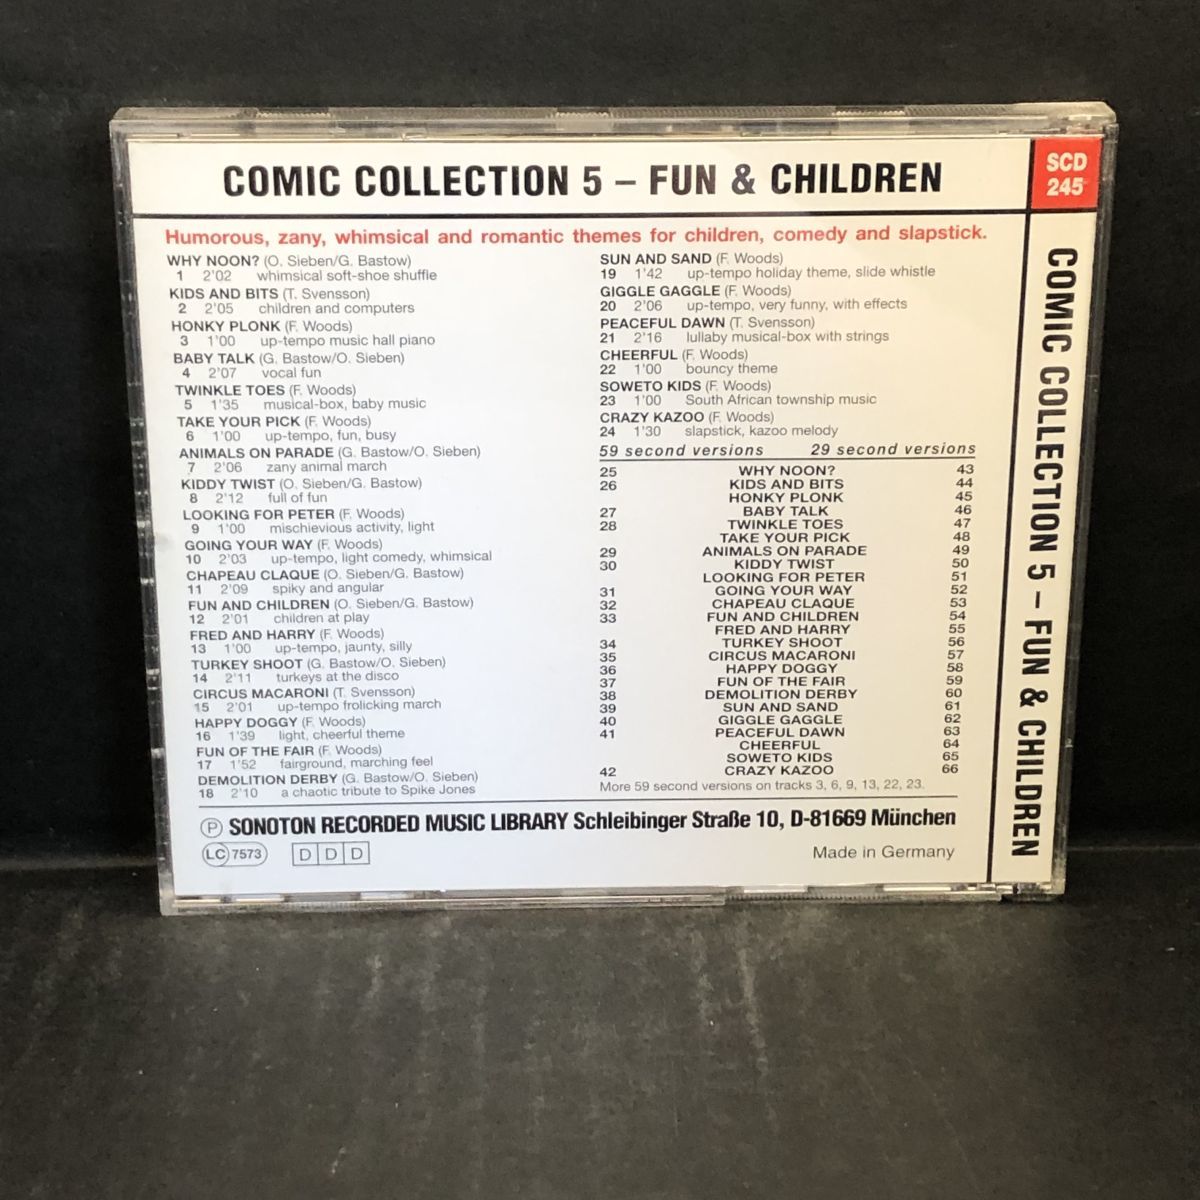 COMIC COLLECTION 5 – FUN & CHILDREN
SCD
245
Humorous, zany, whimsical and romantic themes for children, comedy and slapstick.
WHY NOON? (O. Sieben/G. Bastow)
1 2'02 whimsical soft-shoe shuffle
KIDS AND BITS (T. Svensson)
2 2'05 children and computers
HONKY PLONK (F. Woods)
3 1'00 up-tempo music hall piano
BABY TALK (G. Bastow/O. Sieben)
4 2'07 vocal fun
TWINKLE TOES (F. Woods)
5 1'35 musical-box, baby music
TAKE YOUR PICK (F. Woods)
6 1'00 up-tempo, fun, busy
ANIMALS ON PARADE (G. Bastow/O. Sieben)
7 2'06 zany animal march
KIDDY TWIST (O. Sieben/G. Bastow)
8 2'12 full of fun
LOOKING FOR PETER (F. Woods)
9 1'00 mischievious activity, light
GOING YOUR WAY (F. Woods)
10 2'03 up-tempo, light comedy, whimsical
CHAPEAU CLAQUE (O. Sieben/G. Bastow)
11 2'09 spiky and angular
FUN AND CHILDREN (O. Sieben/G. Bastow)
12 2'01 children at play
FRED AND HARRY (F. Woods)
13 1'00 up-tempo, jaunty, silly
TURKEY SHOOT (G. Bastow/O. Sieben)
14 2'11 turkeys at the disco
CIRCUS MACARONI (T. Svensson)
15 2'01 up-tempo frolicking march
HAPPY DOGGY (F. Woods)
16 1'39 light, cheerful theme
FUN OF THE FAIR (F. Woods)
17 1'52 fairground, marching feel
DEMOLITION DERBY (G. Bastow/O. Sieben)
18 2'10 a chaotic tribute to Spike Jones
SUN AND SAND (F. Woods)
19 1'42 up-tempo holiday theme, slide whistle
GIGGLE GAGGLE (F. Woods)
20 2'06 up-tempo, very funny, with effects
PEACEFUL DAWN (T. Svensson)
21 2'16 lullaby musical-box with strings
CHEERFUL (F. Woods)
22 1'00 bouncy theme
SOWETO KIDS (F. Woods)
23 1'00 South African township music
CRAZY KAZOO (F. Woods)
24 1'30 slapstick, kazoo melody
59 second versions 29 second versions
25 WHY NOON? 43
26 KIDS AND BITS 44
HONKY PLONK 45
27 BABY TALK 46
28 TWINKLE TOES 47
TAKE YOUR PICK 48
29 ANIMALS ON PARADE 49
30 KIDDY TWIST 50
LOOKING FOR PETER 51
31 GOING YOUR WAY 52
32 CHAPEAU CLAQUE 53
33 FUN AND CHILDREN 54
FRED AND HARRY 55
34 TURKEY SHOOT 56
35 CIRCUS MACARONI 57
36 HAPPY DOGGY 58
37 FUN OF THE FAIR 59
38 DEMOLITION DERBY 60
39 SUN AND SAND 61
40 GIGGLE GAGGLE 62
41 PEACEFUL DAWN 63
CHEERFUL 64
SOWETO KIDS 65
42 CRAZY KAZOO 66
More 59 second versions on tracks 3, 6, 9, 13, 22, 23.
Ⓟ SONOTON RECORDED MUSIC LIBRARY Schleibinger Straße 10, D-81669 München
LC 7573 D D D Made in Germany
COMIC COLLECTION 5 – FUN & CHILDREN